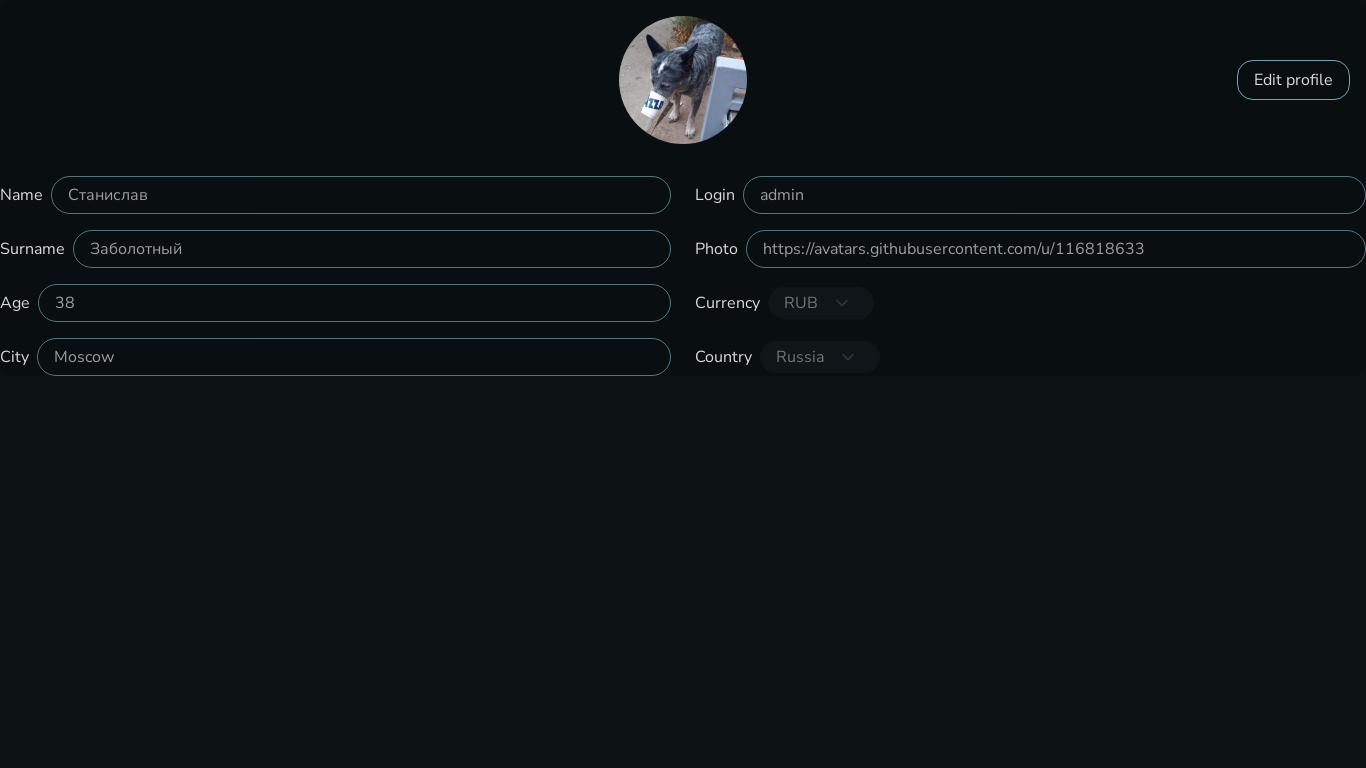 Edit profile
Name Станислав
Login admin
Surname Заболотный
Photo https://avatars.githubusercontent.com/u/116818633
Age 38
Currency RUB
City Moscow
Country Russia